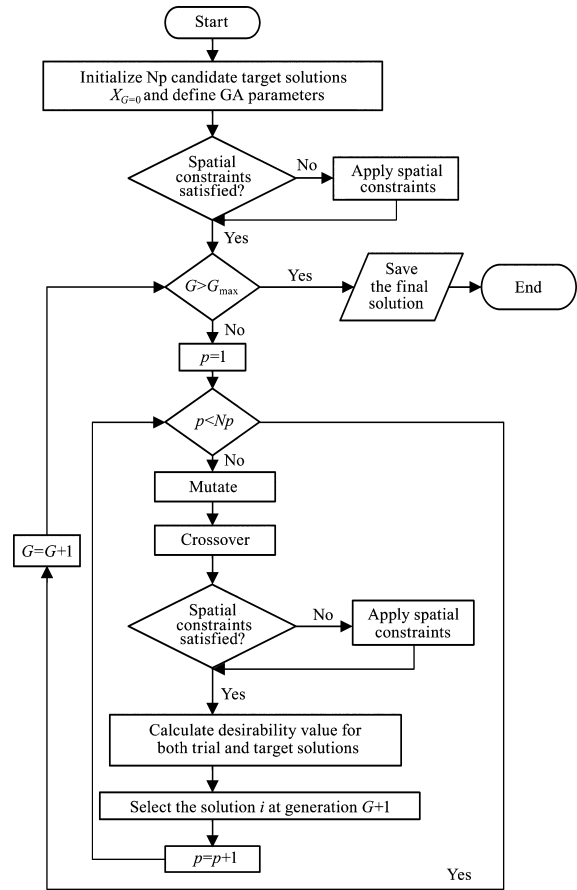 Start
Initialize Np candidate target solutions
X_{G=0} and define GA parameters
Spatial
constraints
satisfied?
No
Apply spatial
constraints
Yes
G>G_{max}
Yes
Save
the final
solution
End
No
p=1
p<Np
No
Mutate
Crossover
G=G+1
Spatial
constraints
satisfied?
No
Apply spatial
constraints
Yes
Calculate desirability value for
both trial and target solutions
Select the solution i at generation G+1
p=p+1
Yes